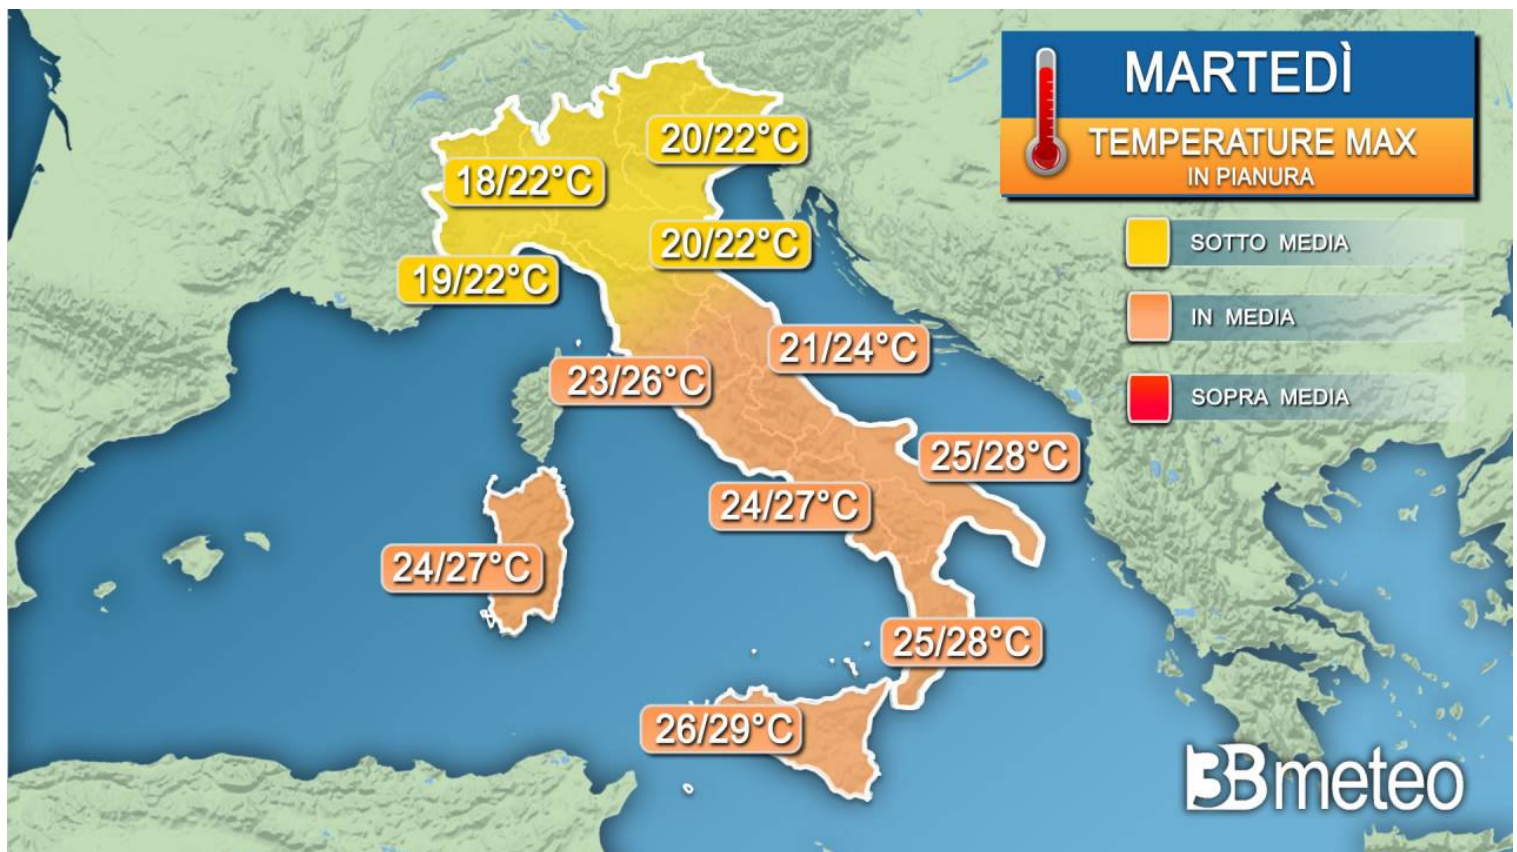 MARTEDÌ
TEMPERATURE MAX
IN PIANURA
20/22°C
18/22°C
SOTTO MEDIA
20/22°C
19/22°C
IN MEDIA
21/24°C
23/26°C
SOPRA MEDIA
25/28°C
24/27°C
24/27°C
25/28°C
26/29°C
3Bmeteo